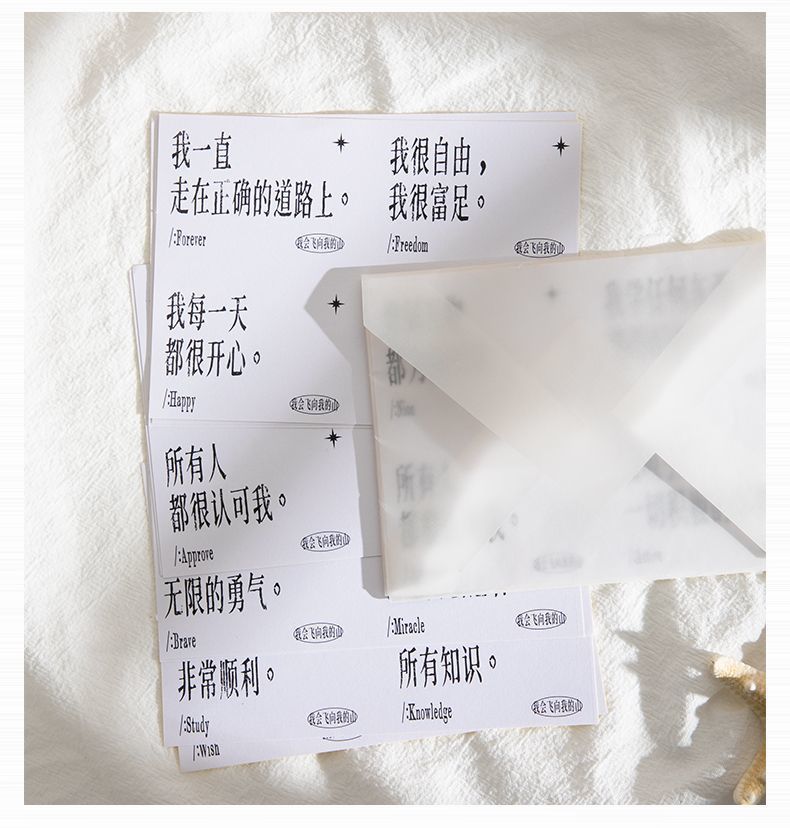 我一直
走在正确的道路上。
/:Forever
我会飞向我的山
我很自由，
我很富足。
/:Freedom
我会飞向我的山
我每一天
都很开心。
/:Happy
我会飞向我的山
所有人
都很认可我。
/:Approve
我会飞向我的山
无限的勇气。
/:Brave
我会飞向我的山
/:Miracle
我会飞向我的山
非常顺利。
/:Study
我会飞向我的山
所有知识。
/:Knowledge
我会飞向我的山
/:Wish